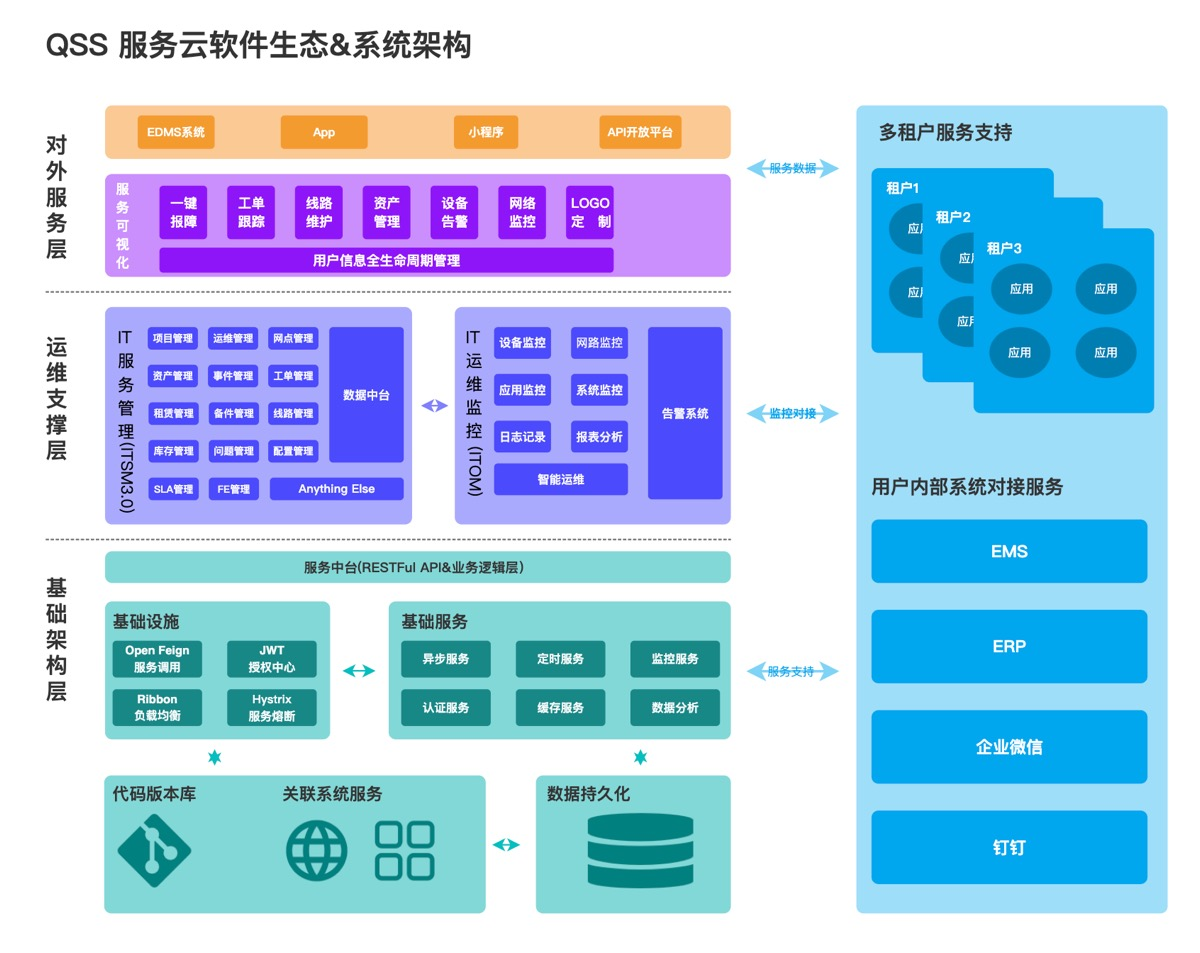 QSS 服务云软件生态&系统架构
对外服务层
EDMS系统
App
小程序
API开放平台
服务可视化
一键
报障
工单
跟踪
线路
维护
资产
管理
设备
告警
网络
监控
LOGO
定 制
用户信息全生命周期管理
服务数据
运维支撑层
IT服务管理(ITSM3.0)
项目管理
运维管理
网点管理
资产管理
事件管理
工单管理
租赁管理
备件管理
线路管理
库存管理
问题管理
配置管理
SLA管理
FE管理
Anything Else
数据中台
IT运维监控(ITOM)
设备监控
网路监控
应用监控
系统监控
日志记录
报表分析
智能运维
告警系统
监控对接
基础架构层
服务中台(RESTFul API&业务逻辑层)
基础设施
Open Feign
服务调用
JWT
授权中心
Ribbon
负载均衡
Hystrix
服务熔断
基础服务
异步服务
定时服务
监控服务
认证服务
缓存服务
数据分析
服务支持
代码版本库
关联系统服务
数据持久化
多租户服务支持
租户1
应
应
租户2
应
应
租户3
应用
应用
应用
应用
用户内部系统对接服务
EMS
ERP
企业微信
钉钉